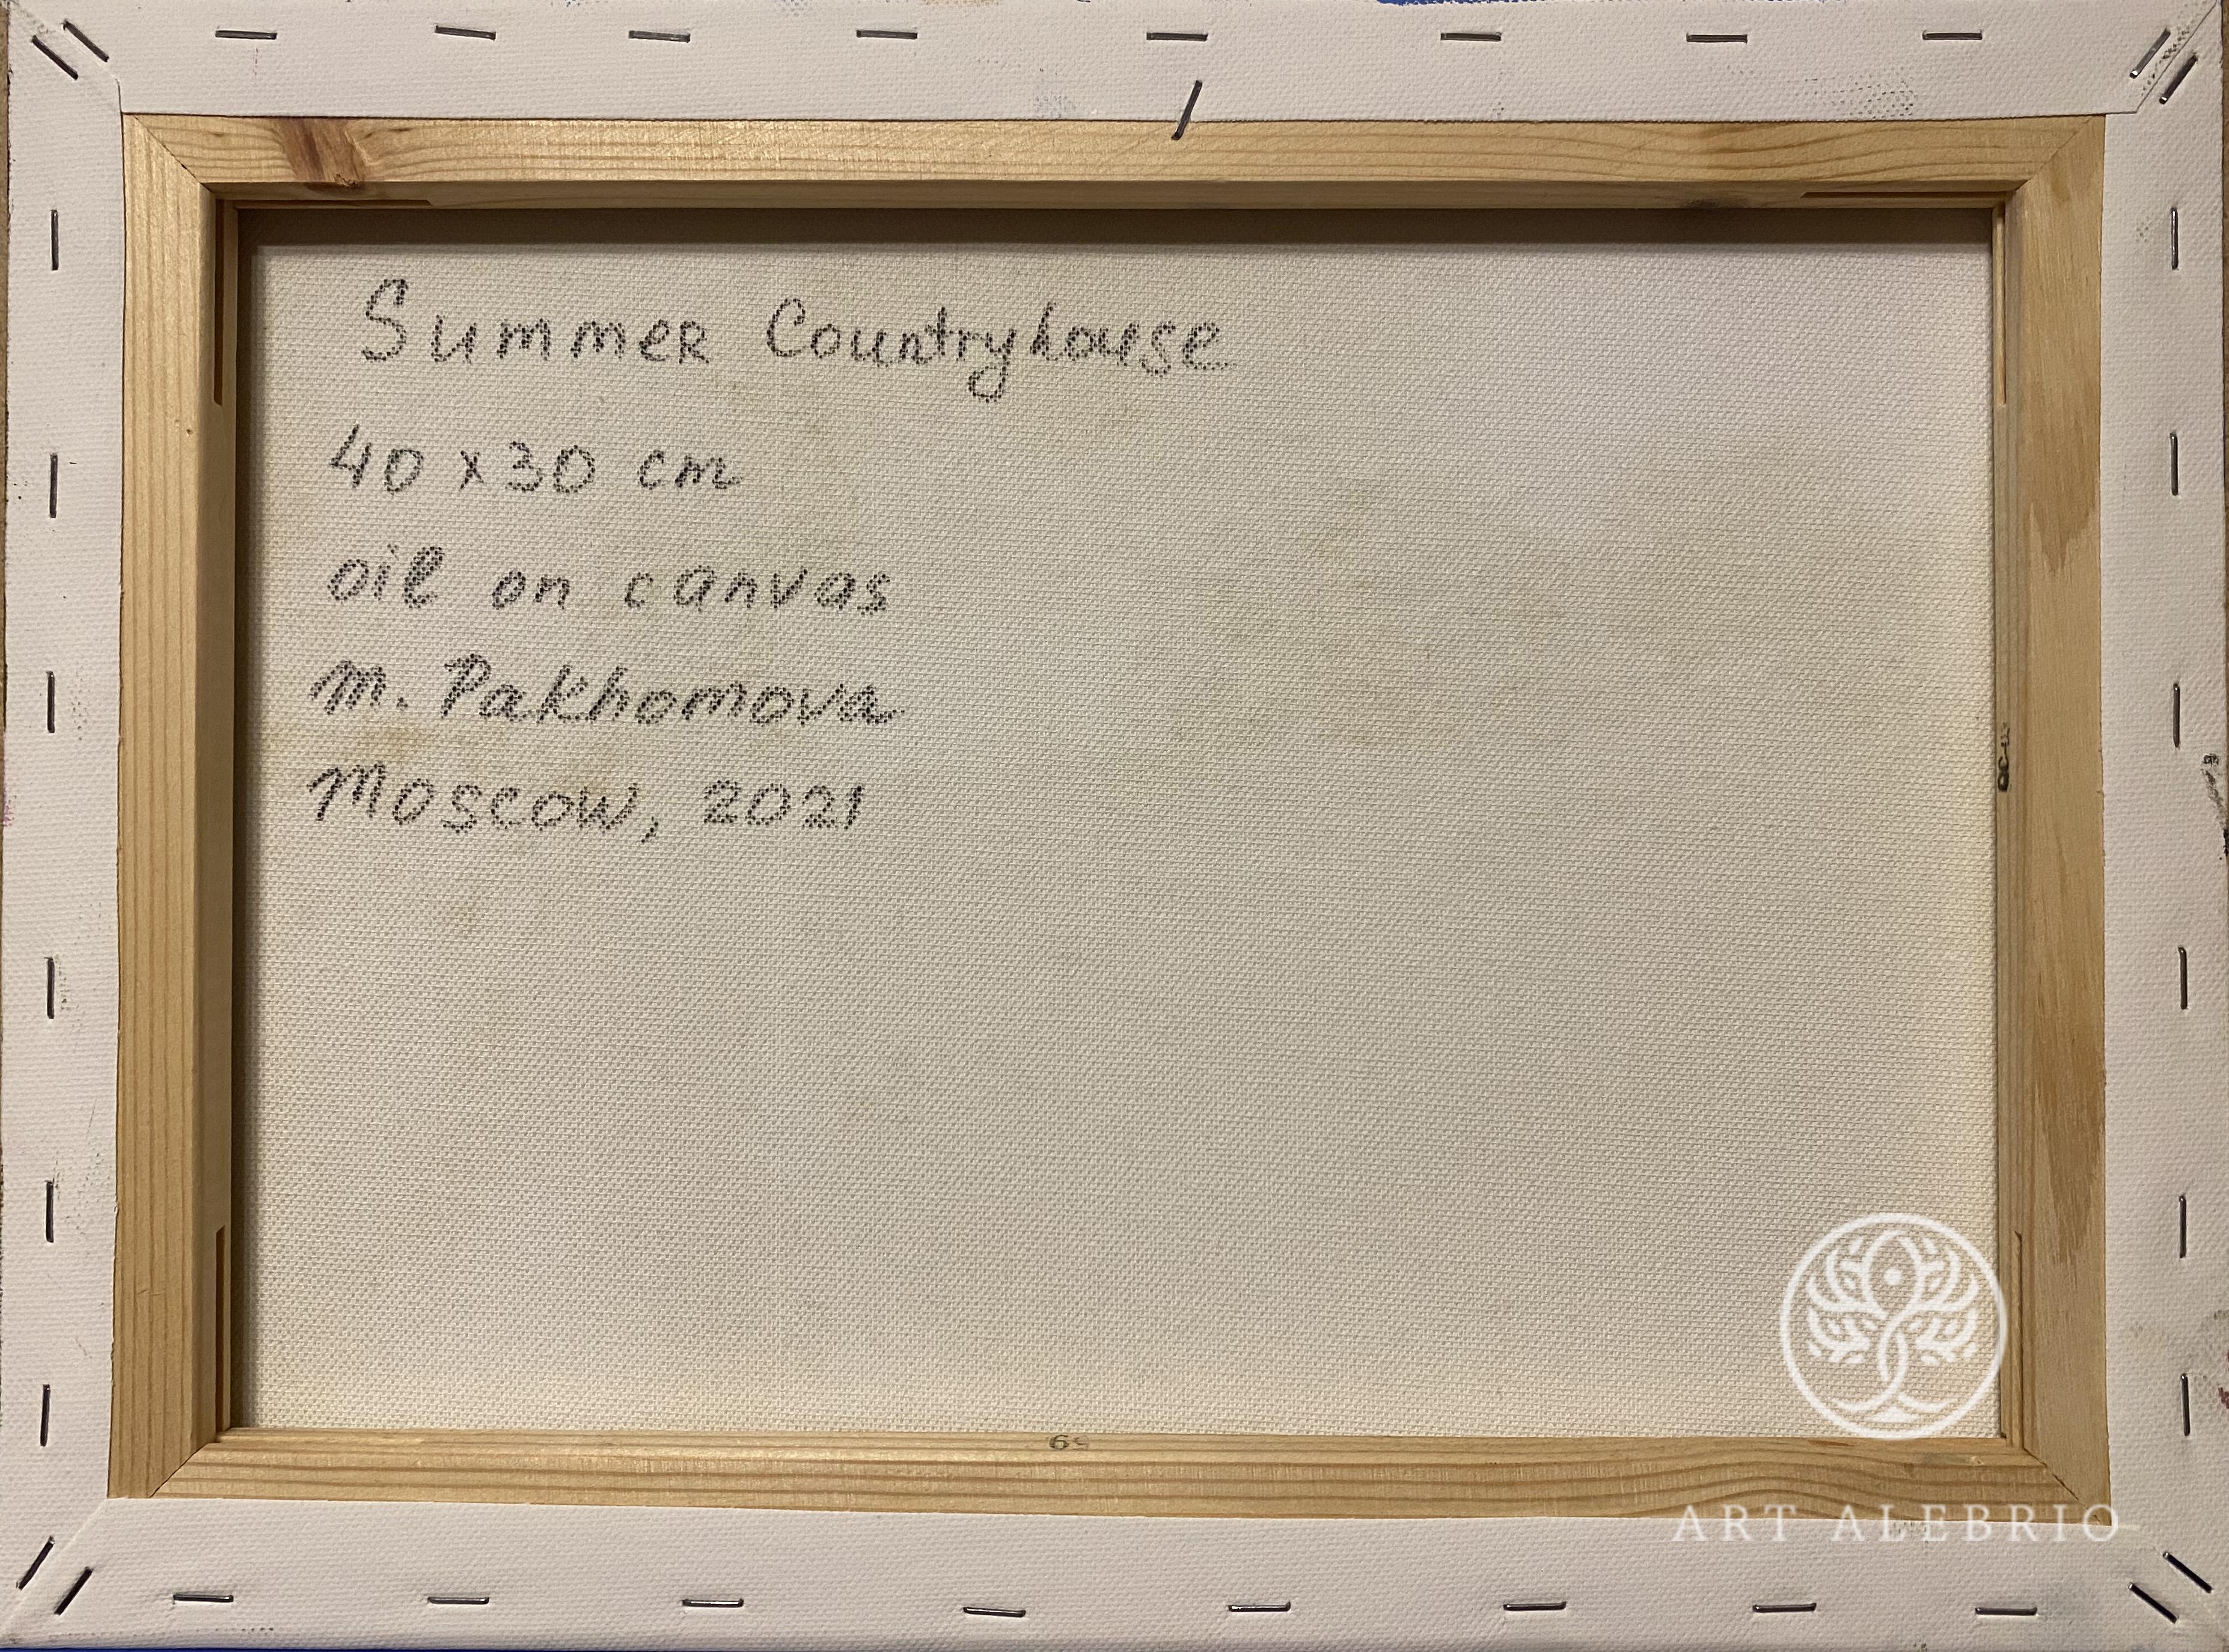 Summer Countryhouse
40 x 30 cm
oil on canvas
m. Pakhomova
Moscow, 2021
ART ALEBRIO